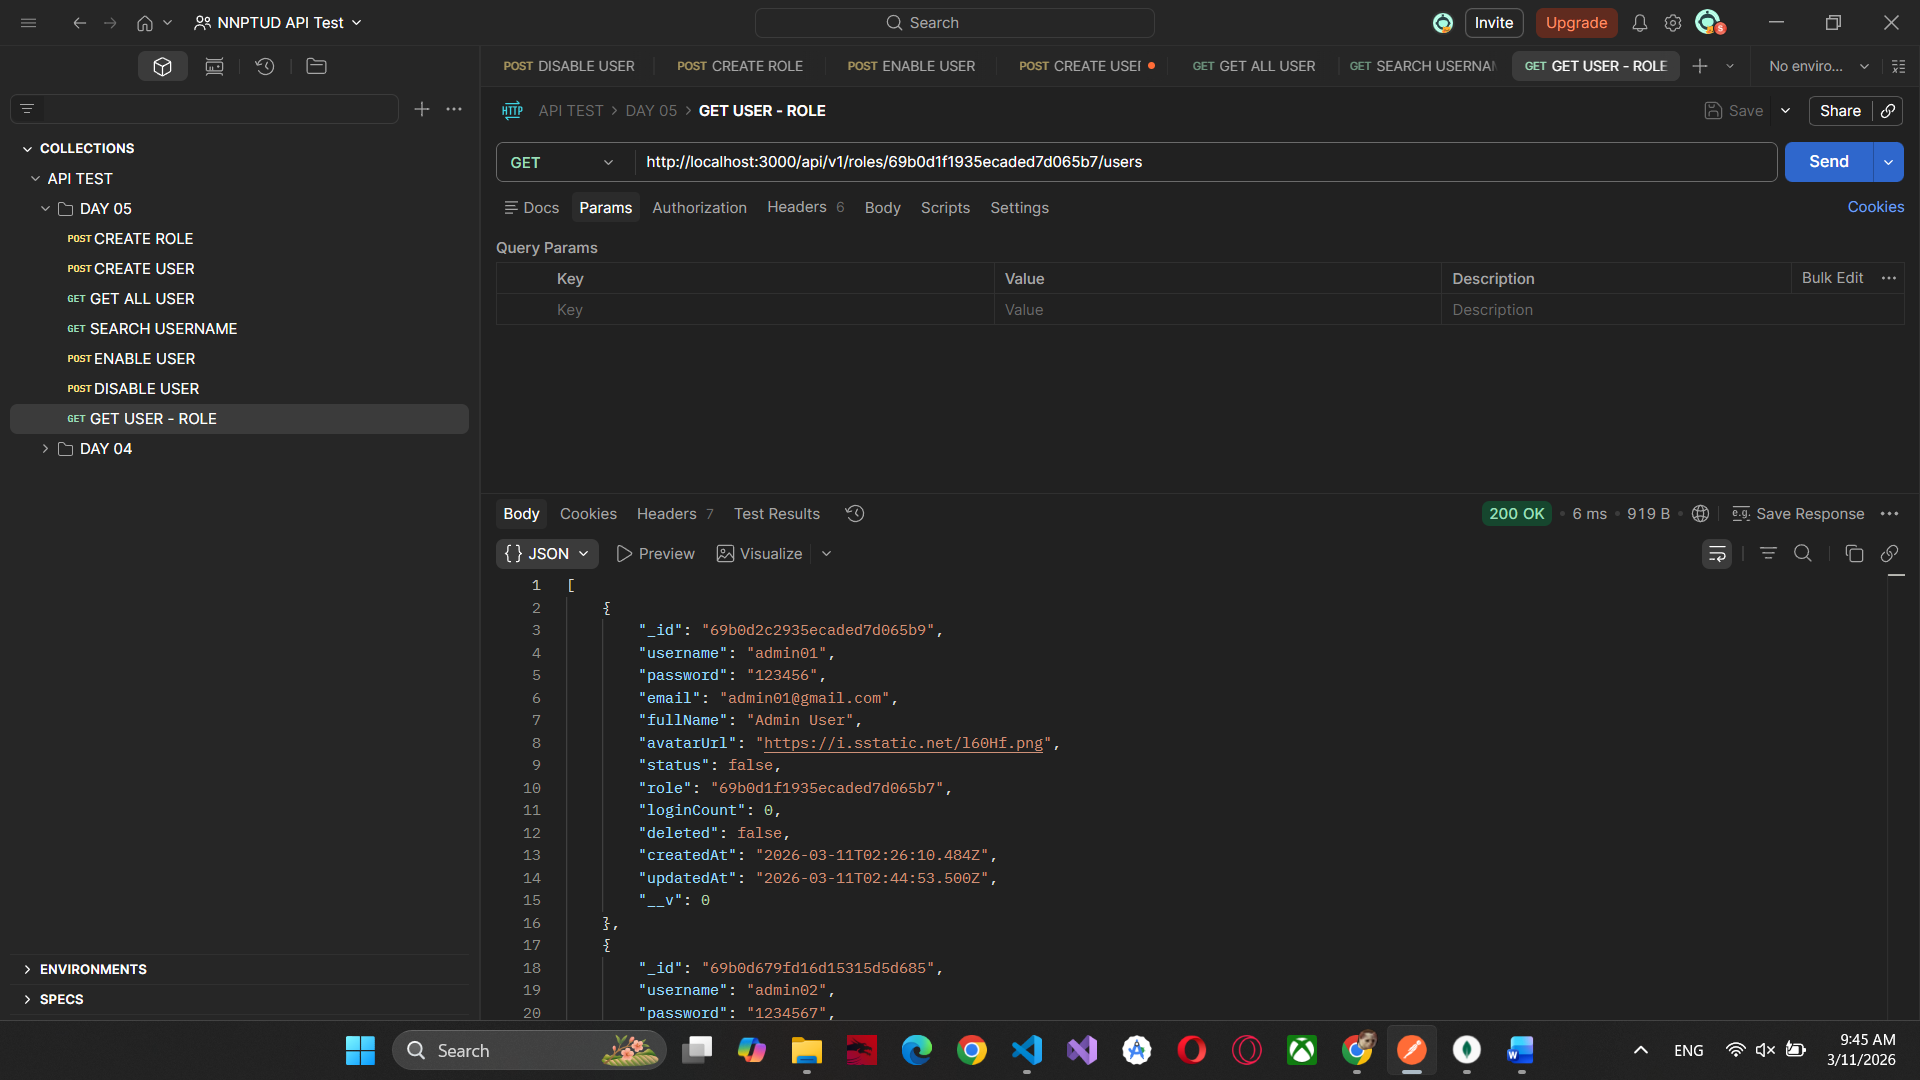 NNPTUD API Test
Search
Invite
Upgrade
POST DISABLE USER
POST CREATE ROLE
POST ENABLE USER
POST CREATE USEF
GET GET ALL USER
GET SEARCH USERNAM
GET GET USER - ROLE
No enviro...
API TEST > DAY 05 > GET USER - ROLE
Save
Share
COLLECTIONS
API TEST
DAY 05
POST CREATE ROLE
POST CREATE USER
GET GET ALL USER
GET SEARCH USERNAME
POST ENABLE USER
POST DISABLE USER
GET GET USER - ROLE
DAY 04
ENVIRONMENTS
SPECS
HTTP
GET
http://localhost:3000/api/v1/roles/69b0d1f1935ecaded7d065b7/users
Send
Docs Params Authorization Headers 6 Body Scripts Settings
Cookies
Query Params
Key Value Description Bulk Edit
Key Value Description
Body Cookies Headers 7 Test Results
200 OK • 6 ms • 919 B
e.g. Save Response
{} JSON
Preview
Visualize
1 [
2 {
3 "_id": "69b0d2c2935ecaded7d065b9",
4 "username": "admin01",
5 "password": "123456",
6 "email": "admin01@gmail.com",
7 "fullName": "Admin User",
8 "avatarUrl": "https://i.sstatic.net/l60Hf.png",
9 "status": false,
10 "role": "69b0d1f1935ecaded7d065b7",
11 "loginCount": 0,
12 "deleted": false,
13 "createdAt": "2026-03-11T02:26:10.484Z",
14 "updatedAt": "2026-03-11T02:44:53.500Z",
15 "__v": 0
16 },
17 {
18 "_id": "69b0d679fd16d15315d5d685",
19 "username": "admin02",
20 "password": "1234567",
Search
ENG
9:45 AM
3/11/2026